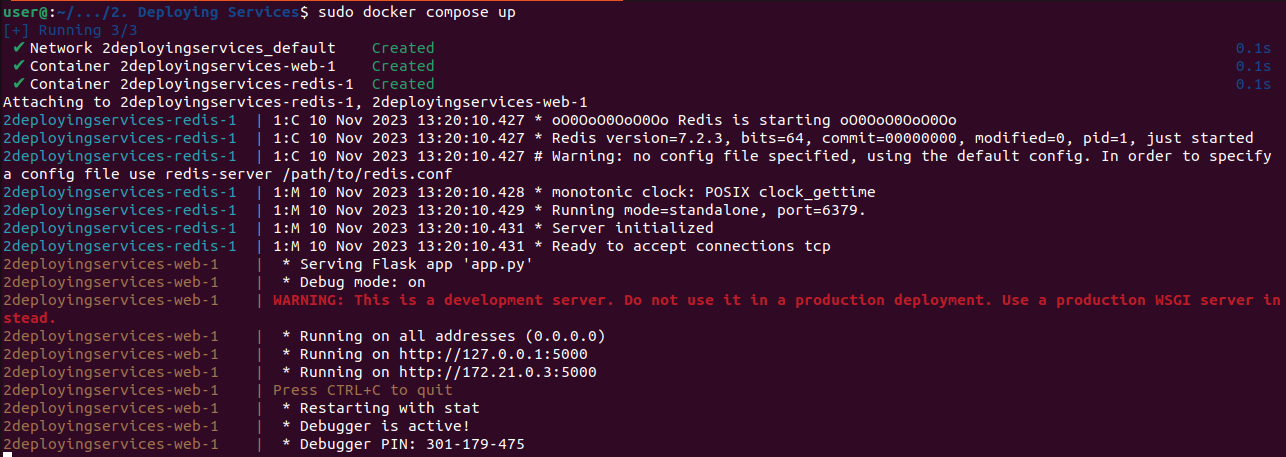 user@:~/.../2. Deploying Services$ sudo docker compose up
[+] Running 3/3
✔ Network 2deployingservices_default    Created    0.1s
✔ Container 2deployingservices-web-1    Created    0.1s
✔ Container 2deployingservices-redis-1  Created    0.1s
Attaching to 2deployingservices-redis-1, 2deployingservices-web-1
2deployingservices-redis-1  | 1:C 10 Nov 2023 13:20:10.427 * oO0OoO0OoO0Oo Redis is starting oO0OoO0OoO0Oo
2deployingservices-redis-1  | 1:C 10 Nov 2023 13:20:10.427 * Redis version=7.2.3, bits=64, commit=00000000, modified=0, pid=1, just started
2deployingservices-redis-1  | 1:C 10 Nov 2023 13:20:10.427 # Warning: no config file specified, using the default config. In order to specify
a config file use redis-server /path/to/redis.conf
2deployingservices-redis-1  | 1:M 10 Nov 2023 13:20:10.428 * monotonic clock: POSIX clock_gettime
2deployingservices-redis-1  | 1:M 10 Nov 2023 13:20:10.429 * Running mode=standalone, port=6379.
2deployingservices-redis-1  | 1:M 10 Nov 2023 13:20:10.431 * Server initialized
2deployingservices-redis-1  | 1:M 10 Nov 2023 13:20:10.431 * Ready to accept connections tcp
2deployingservices-web-1    |  * Serving Flask app 'app.py'
2deployingservices-web-1    |  * Debug mode: on
2deployingservices-web-1    | WARNING: This is a development server. Do not use it in a production deployment. Use a production WSGI server in
stead.
2deployingservices-web-1    |  * Running on all addresses (0.0.0.0)
2deployingservices-web-1    |  * Running on http://127.0.0.1:5000
2deployingservices-web-1    |  * Running on http://172.21.0.3:5000
2deployingservices-web-1    | Press CTRL+C to quit
2deployingservices-web-1    |  * Restarting with stat
2deployingservices-web-1    |  * Debugger is active!
2deployingservices-web-1    |  * Debugger PIN: 301-179-475